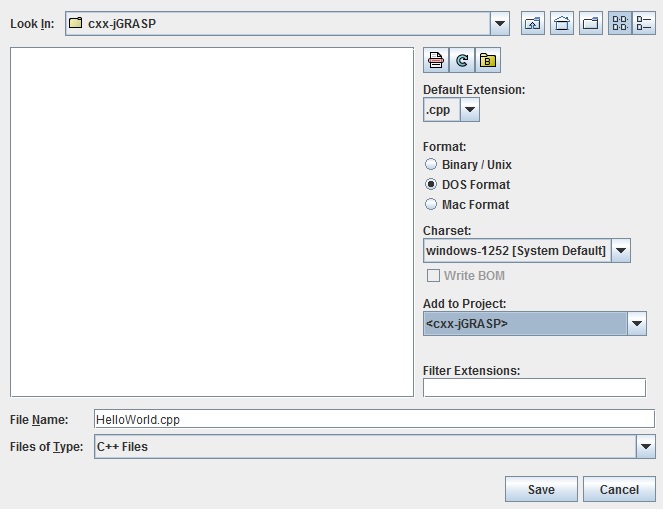 Look In: cxx-jGRASP
Default Extension:
.cpp
Format:
Binary / Unix
DOS Format
Mac Format
Charset:
windows-1252 [System Default]
Write BOM
Add to Project:
<cxx-jGRASP>
Filter Extensions:
File Name: HelloWorld.cpp
Files of Type: C++ Files
Save Cancel